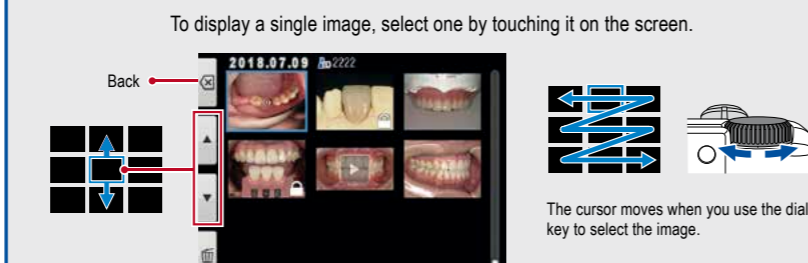 To display a single image, select one by touching it on the screen.
2018.07.09 ID2222
Back
The cursor moves when you use the dial
key to select the image.